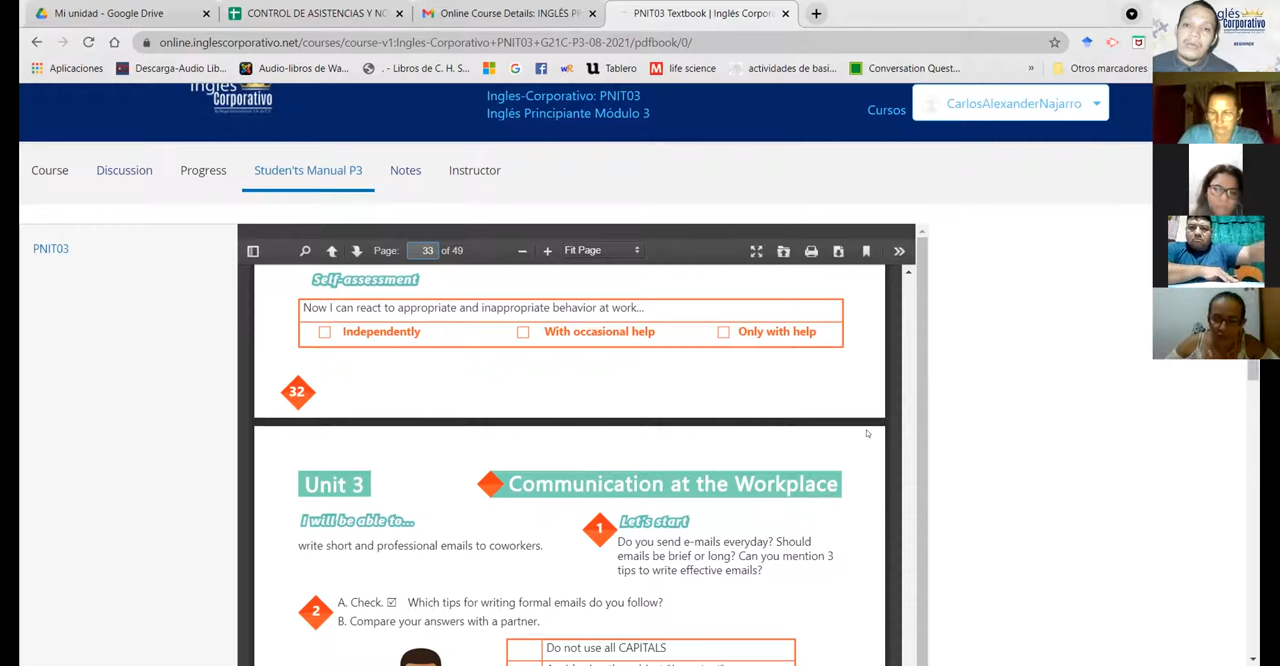 Mi unidad - Google Drive
CONTROL DE ASISTENCIAS Y NO
Online Course Details: INGLÉS PR
PNIT03 Textbook | Inglés Corpora
online.inglescorporativo.net/courses/course-v1:Ingles-Corporativo+PNIT03+G21C-P3-08-2021/pdfbook/0/
Aplicaciones
Descarga-Audio Lib...
Audio-libros de Wa...
. - Libros de C. H. S...
Tablero
life science
actividades de basi...
Conversation Quest...
»
Otros marcadores
Inglés
Corporativo
BEGINNER
Inglés
Corporativo
Ingles-Corporativo: PNIT03
Inglés Principiante Módulo 3
Cursos
CarlosAlexanderNajarro
Course
Discussion
Progress
Studen'ts Manual P3
Notes
Instructor
PNIT03
Page: 33 of 49
Fit Page
Self-assessment
Now I can react to appropriate and inappropriate behavior at work...
Independently
With occasional help
Only with help
32
Unit 3
Communication at the Workplace
I will be able to...
write short and professional emails to coworkers.
1
Let's start
Do you send e-mails everyday? Should
emails be brief or long? Can you mention 3
tips to write effective emails?
2
A. Check. ☑ Which tips for writing formal emails do you follow?
B. Compare your answers with a partner.
Do not use all CAPITALS